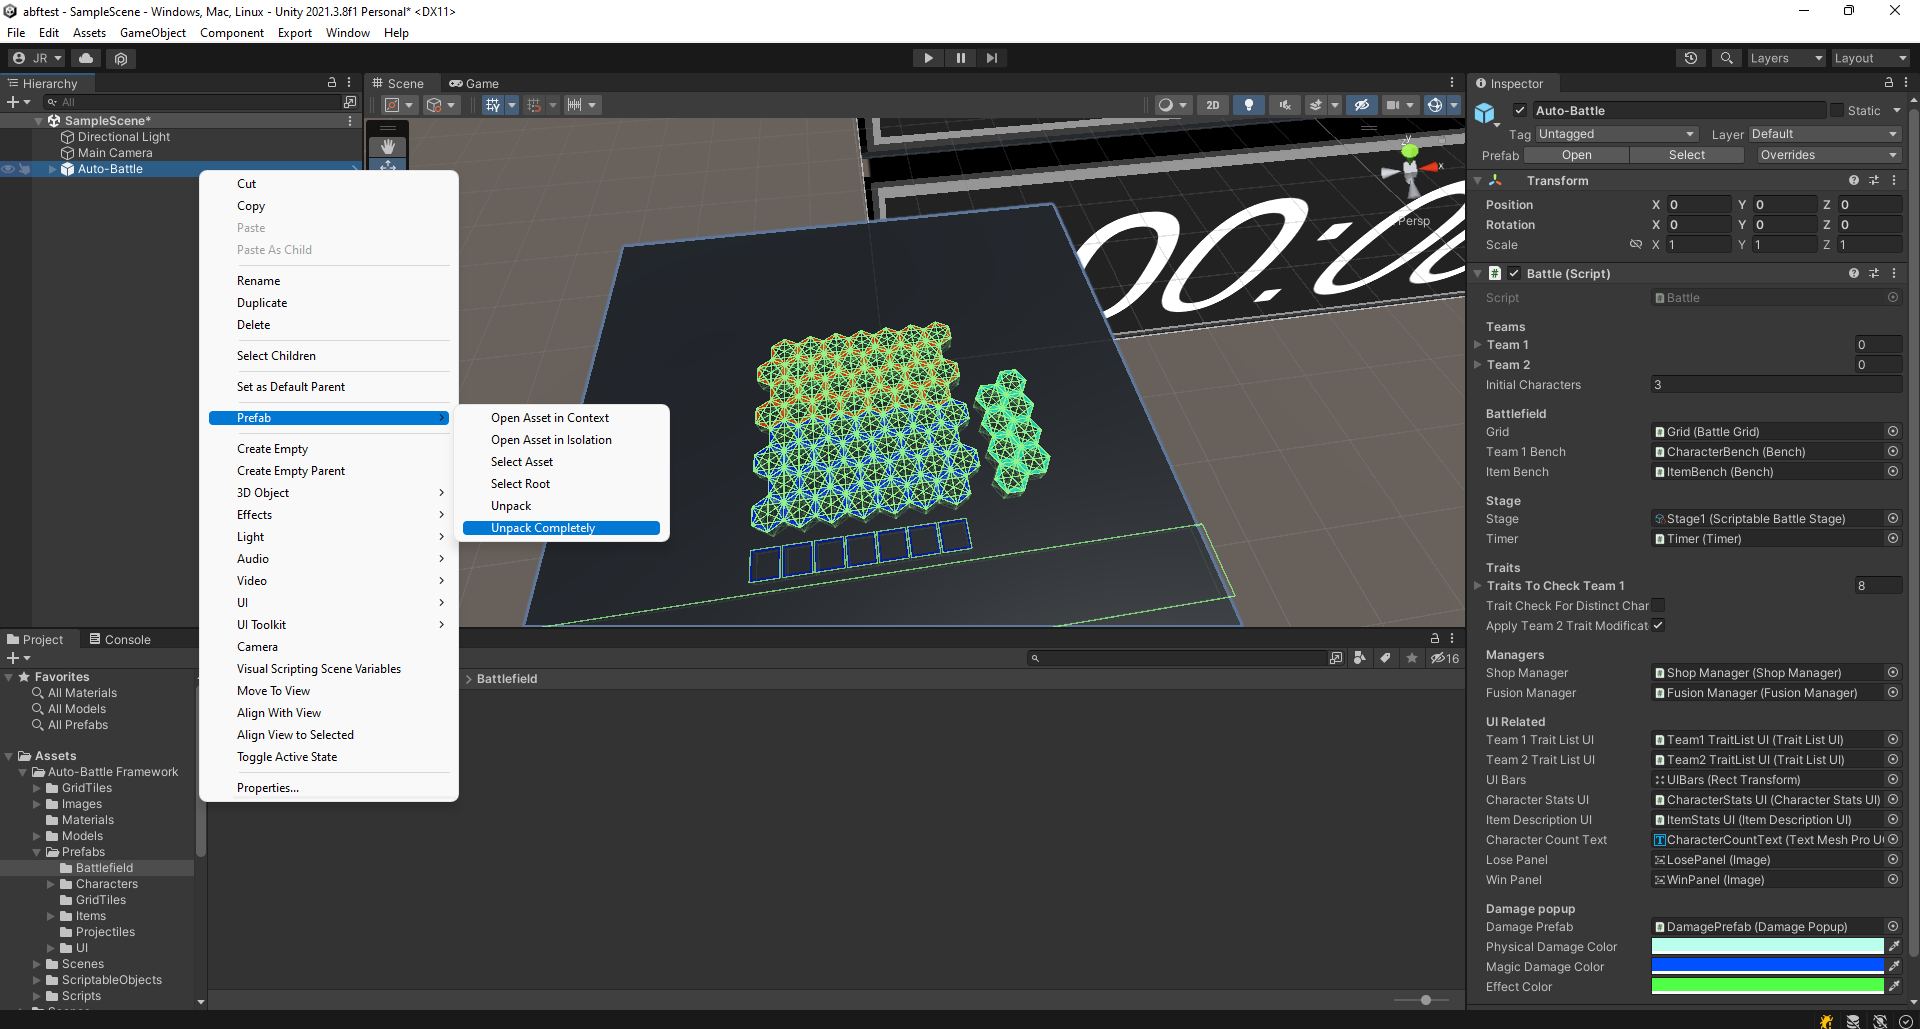 abftest - SampleScene - Windows, Mac, Linux - Unity 2021.3.8f1 Personal* <DX11>
File Edit Assets GameObject Component Export Window Help
JR
Layers
Layout
Hierarchy
All
SampleScene*
Directional Light
Main Camera
Auto-Battle
Cut
Copy
Paste
Paste As Child
Rename
Duplicate
Delete
Select Children
Set as Default Parent
Prefab
Create Empty
Create Empty Parent
3D Object
Effects
Light
Audio
Video
UI
UI Toolkit
Camera
Visual Scripting Scene Variables
Move To View
Align With View
Align View to Selected
Toggle Active State
Properties...
Open Asset in Context
Open Asset in Isolation
Select Asset
Select Root
Unpack
Unpack Completely
Scene
Game
2D
y
x
Persp
Project
Console
16
Favorites
All Materials
All Models
All Prefabs
Assets
Auto-Battle Framework
GridTiles
Images
Materials
Models
Prefabs
Battlefield
Characters
GridTiles
Items
Projectiles
UI
Scenes
ScriptableObjects
Scripts
> Battlefield
Inspector
Auto-Battle
Static
Tag Untagged Layer Default
Prefab Open Select Overrides
Transform
Position X 0 Y 0 Z 0
Rotation X 0 Y 0 Z 0
Scale X 1 Y 1 Z 1
# Battle (Script)
Script Battle
Teams
Team 1 0
Team 2 0
Initial Characters 3
Battlefield
Grid Grid (Battle Grid)
Team 1 Bench CharacterBench (Bench)
Item Bench ItemBench (Bench)
Stage
Stage Stage1 (Scriptable Battle Stage)
Timer Timer (Timer)
Traits
Traits To Check Team 1 8
Trait Check For Distinct Char
Apply Team 2 Trait Modificat
Managers
Shop Manager Shop Manager (Shop Manager)
Fusion Manager Fusion Manager (Fusion Manager)
UI Related
Team 1 Trait List UI Team1 TraitList UI (Trait List UI)
Team 2 Trait List UI Team2 TraitList UI (Trait List UI)
UI Bars UIBars (Rect Transform)
Character Stats UI CharacterStats UI (Character Stats UI)
Item Description UI ItemStats UI (Item Description UI)
Character Count Text CharacterCountText (Text Mesh Pro U
Lose Panel LosePanel (Image)
Win Panel WinPanel (Image)
Damage popup
Damage Prefab DamagePrefab (Damage Popup)
Physical Damage Color
Magic Damage Color
Effect Color